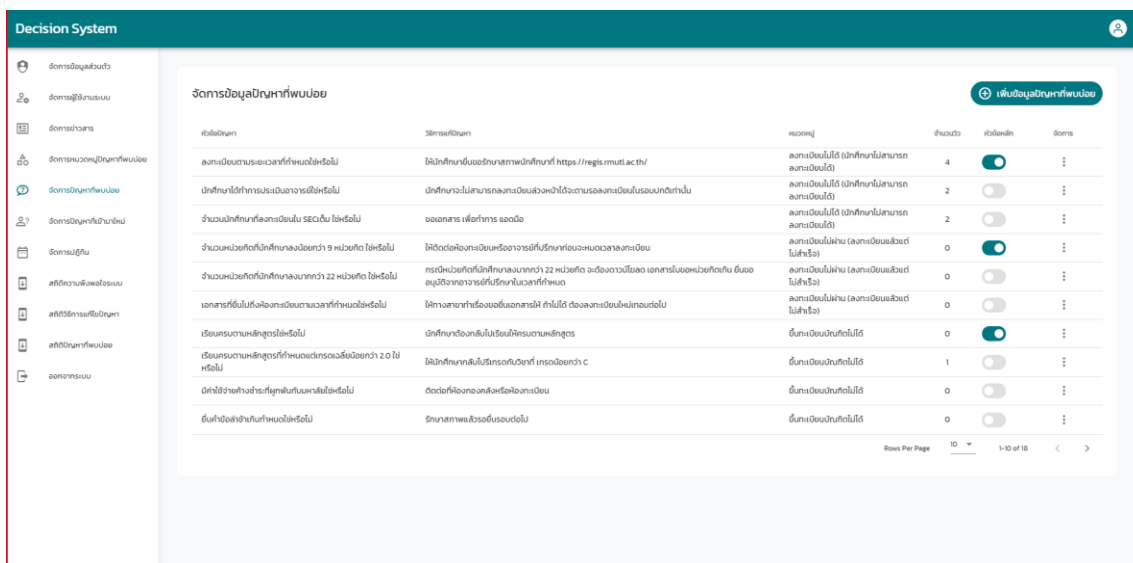 Decision System
จัดการข้อมูลส่วนตัว
จัดการผู้ใช้งานระบบ
จัดการข่าวสาร
จัดการหมวดหมู่ปัญหาที่พบบ่อย
จัดการปัญหาที่พบบ่อย
จัดการปัญหาที่เข้ามาใหม่
จัดการปฏิทิน
สถิติความพึงพอใจระบบ
สถิติวิธีการแก้ไขปัญหา
สถิติปัญหาที่พบบ่อย
ออกจากระบบ
จัดการข้อมูลปัญหาที่พบบ่อย
เพิ่มข้อมูลปัญหาที่พบบ่อย
หัวข้อปัญหา วิธีการแก้ปัญหา หมวดหมู่ จำนวนวิว หัวข้อหลัก จัดการ
ลงทะเบียนตามระยะเวลาที่กำหนดใช่หรือไม่ ให้นักศึกษายื่นขอรักษาสภาพนักศึกษาที่ https://regis.rmutl.ac.th/ ลงทะเบียนไม่ได้ (นักศึกษาไม่สามารถ
ลงทะเบียนได้) 4
นักศึกษาได้ทำการประเมินอาจารย์ใช่หรือไม่ นักศึกษาจะไม่สามารถลงทะเบียนล่วงหน้าได้จะตามรอลงทะเบียนในรอบปกติเท่านั้น ลงทะเบียนไม่ได้ (นักศึกษาไม่สามารถ
ลงทะเบียนได้) 2
จำนวนนักศึกษาที่ลงทะเบียนใน SECเต็ม ใช่หรือไม่ ขอเอกสาร เพื่อทำการ แอดมือ ลงทะเบียนไม่ได้ (นักศึกษาไม่สามารถ
ลงทะเบียนได้) 2
จำนวนหน่วยกิตที่นักศึกษาลงน้อยกว่า 9 หน่วยกิต ใช่หรือไม่ ให้ติดต่อห้องทะเบียนหรืออาจารย์ที่ปรึกษาก่อนจะหมดเวลาลงทะเบียน ลงทะเบียนไม่ผ่าน (ลงทะเบียนแล้วแต่
ไม่สำเร็จ) 0
จำนวนหน่วยกิตที่นักศึกษาลงมากกว่า 22 หน่วยกิต ใช่หรือไม่ กรณีหน่วยกิตที่นักศึกษาลงมากกว่า 22 หน่วยกิต จะต้องดาวน์โหลด เอกสารใบขอหน่วยกิตเกิน ยื่นขอ ลงทะเบียนไม่ผ่าน (ลงทะเบียนแล้วแต่
อนุมัติจากอาจารย์ที่ปรึกษาในเวลาที่กำหนด ไม่สำเร็จ) 0
เอกสารที่ยื่นไปถึงห้องทะเบียนตามเวลาที่กำหนดใช่หรือไม่ ให้ทางสาขาทำเรื่องขอยื่นเอกสารให้ ถ้าไม่ได้ ต้องลงทะเบียนใหม่เทอมต่อไป ลงทะเบียนไม่ผ่าน (ลงทะเบียนแล้วแต่
ไม่สำเร็จ) 0
เรียนครบตามหลักสูตรใช่หรือไม่ นักศึกษาต้องกลับไปเรียนให้ครบตามหลักสูตร ขึ้นทะเบียนบัณฑิตไม่ได้ 0
เรียนครบตามหลักสูตรที่กำหนดแต่เกรดเฉลี่ยน้อยกว่า 2.0 ใช่
หรือไม่ ให้นักศึกษากลับไปรีเกรดกับวิชาที่ เกรดน้อยกว่า C ขึ้นทะเบียนบัณฑิตไม่ได้ 1
มีค่าใช้จ่ายค้างชำระที่ผูกพันกับมหาลัยใช่หรือไม่ ติดต่อที่ห้องกองคลังหรือห้องทะเบียน ขึ้นทะเบียนบัณฑิตไม่ได้ 0
ยื่นคำข้อล่าช้าเกินกำหนดใช่หรือไม่ รักษาสภาพแล้วรอยื่นรอบต่อไป ขึ้นทะเบียนบัณฑิตไม่ได้ 0
Rows Per Page 10 1-10 of 18